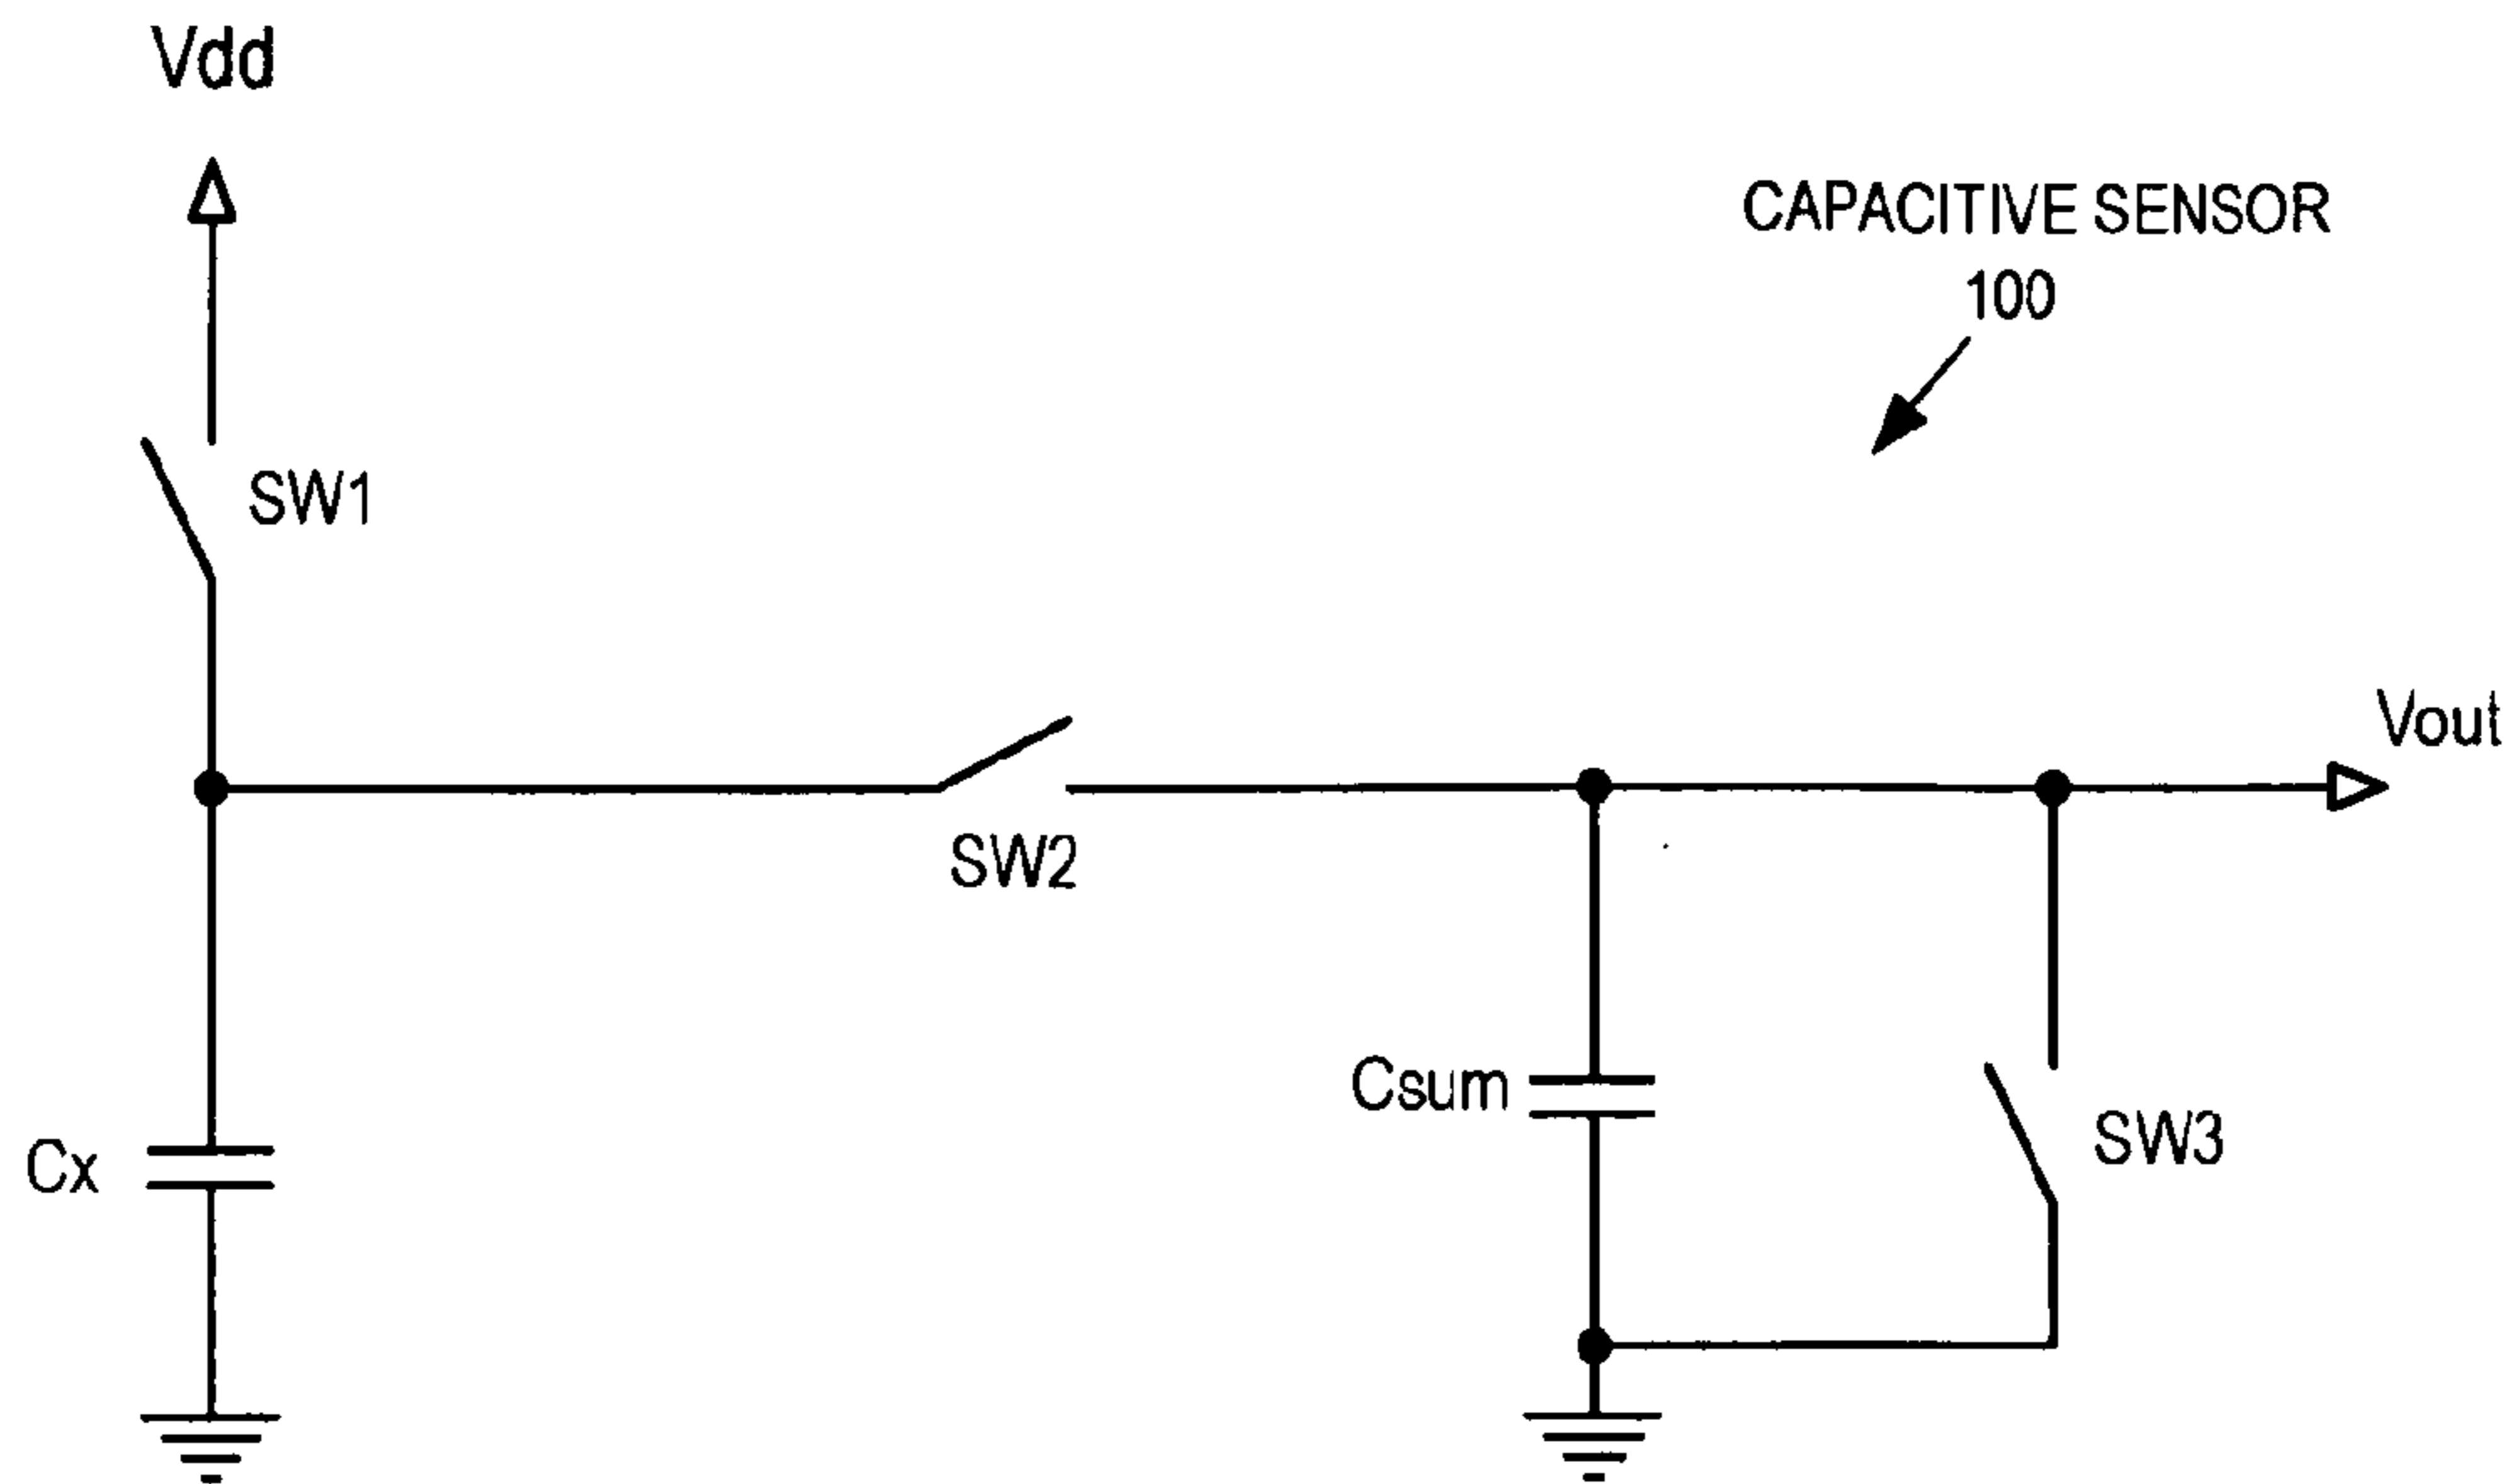 Vdd
CAPACITIVE SENSOR
100
SW1
Vout
SW2
Csum
SW3
Cx